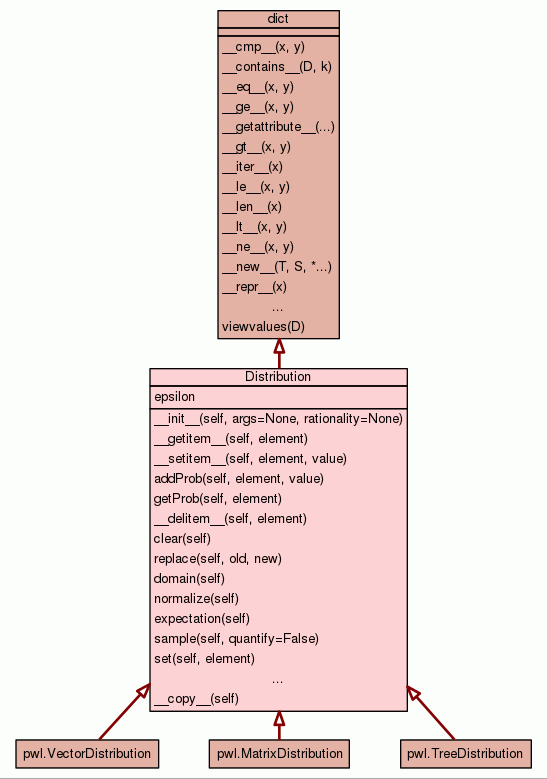 dict
__cmp__(x, y)
__contains__(D, k)
__eq__(x, y)
__ge__(x, y)
__getattribute__(...)
__gt__(x, y)
__iter__(x)
__le__(x, y)
__len__(x)
__lt__(x, y)
__ne__(x, y)
__new__(T, S, *...)
__repr__(x)
...
viewvalues(D)
Distribution
epsilon
__init__(self, args=None, rationality=None)
__getitem__(self, element)
__setitem__(self, element, value)
addProb(self, element, value)
getProb(self, element)
__delitem__(self, element)
clear(self)
replace(self, old, new)
domain(self)
normalize(self)
expectation(self)
sample(self, quantify=False)
set(self, element)
...
__copy__(self)
pwl.VectorDistribution
pwl.MatrixDistribution
pwl.TreeDistribution